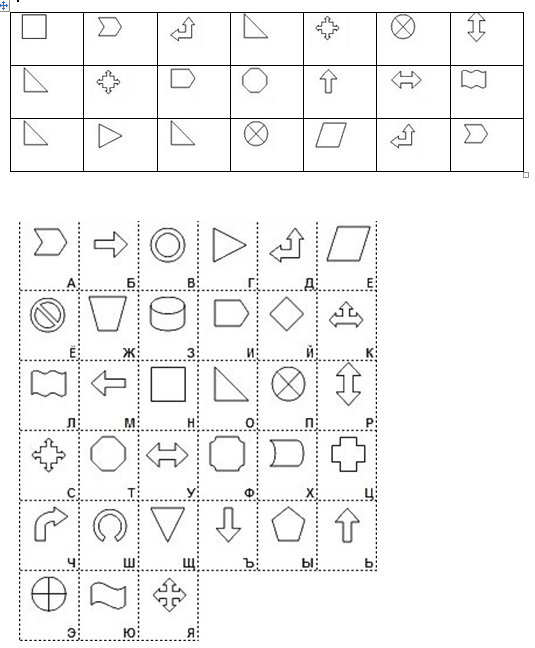 А Б В Г Д Е
Ё Ж З И Й К
Л М Н О П Р
С Т У Ф Х Ц
Ч Ш Щ Ъ Ы Ь
Э Ю Я